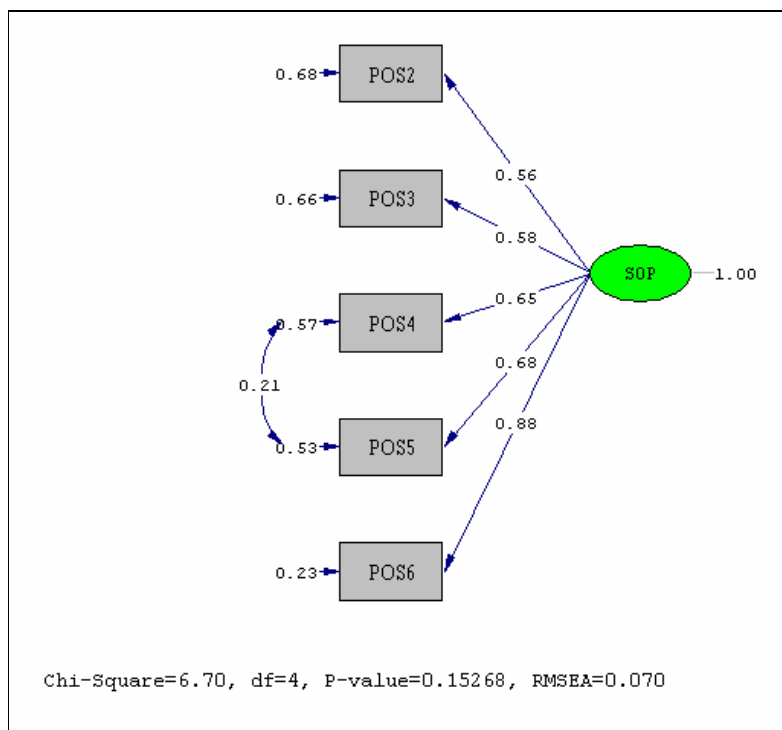 0.68 POS2
0.56
0.66 POS3
0.58
SOP 1.00
0.65
0.57 POS4
0.68
0.21
0.88
0.53 POS5
0.23 POS6
Chi-Square=6.70, df=4, P-value=0.15268, RMSEA=0.070